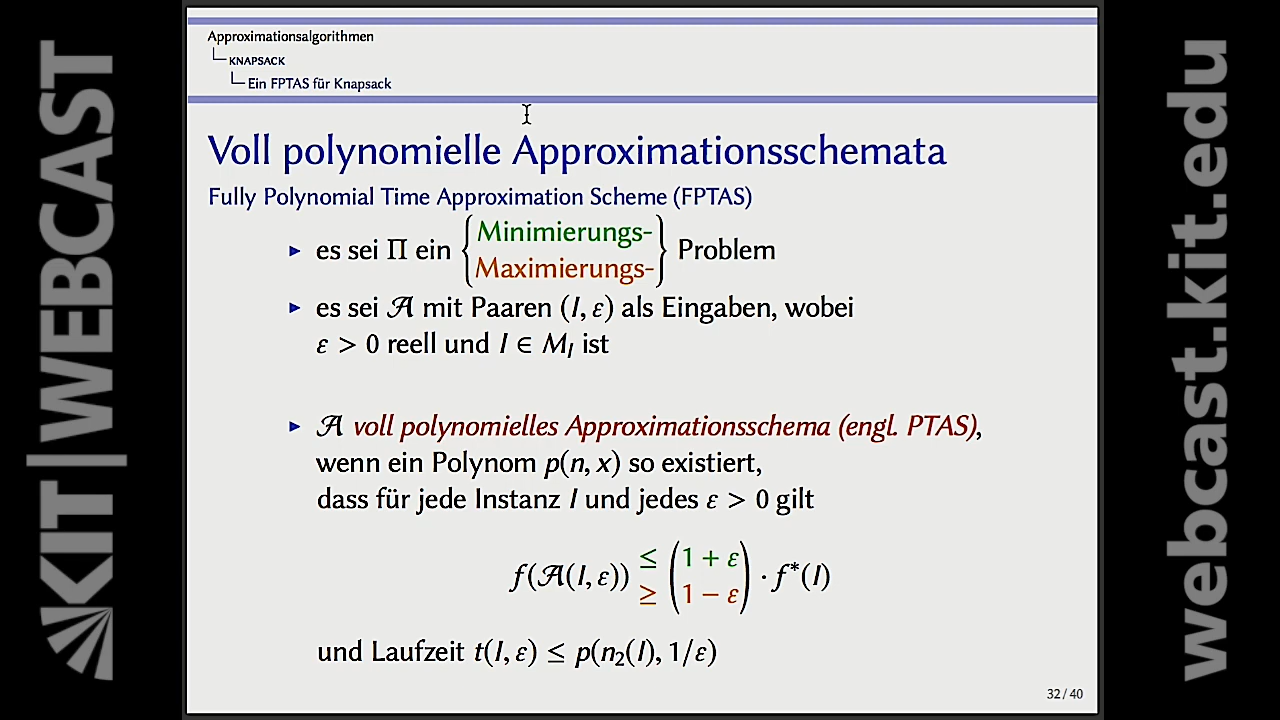 KIT | WEBCAST
Approximationsalgorithmen
KNAPSACK
Ein FPTAS für Knapsack
Voll polynomielle Approximationsschemata
Fully Polynomial Time Approximation Scheme (FPTAS)
▶ es sei Π ein {Minimierungs- Maximierungs-} Problem
▶ es sei 𝒜 mit Paaren (I, ε) als Eingaben, wobei
ε > 0 reell und I ∈ M_I ist
▶ 𝒜 voll polynomielles Approximationsschema (engl. PTAS),
wenn ein Polynom p(n, x) so existiert,
dass für jede Instanz I und jedes ε > 0 gilt
f(𝒜(I, ε)) ≤ ≥ (1 + ε 1 − ε) · f*(I)
und Laufzeit t(I, ε) ≤ p(n₂(I), 1/ε)
32 / 40
webcast.kit.edu